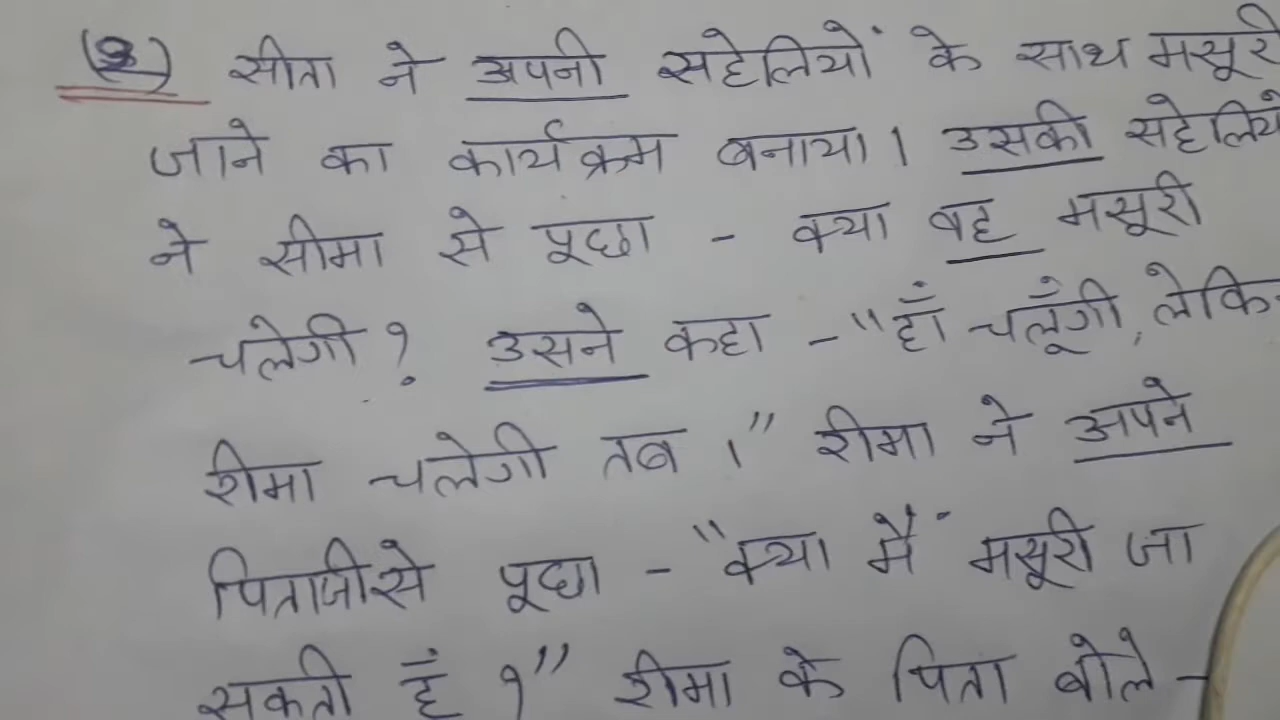 (2) सीता ने अपनी सहेलियों के साथ मसूरी
जाने का कार्यक्रम बनाया। उसकी सहेलियों
ने सीमा से पूछा - क्या वह मसूरी
चलेगी? उसने कहा - "हाँ चलूँगी, लेकिन
रीमा चलेगी तब।" रीमा ने अपने
पिताजी से पूछा - "क्या मैं मसूरी जा
सकती हूँ?" रीमा के पिता बोले -